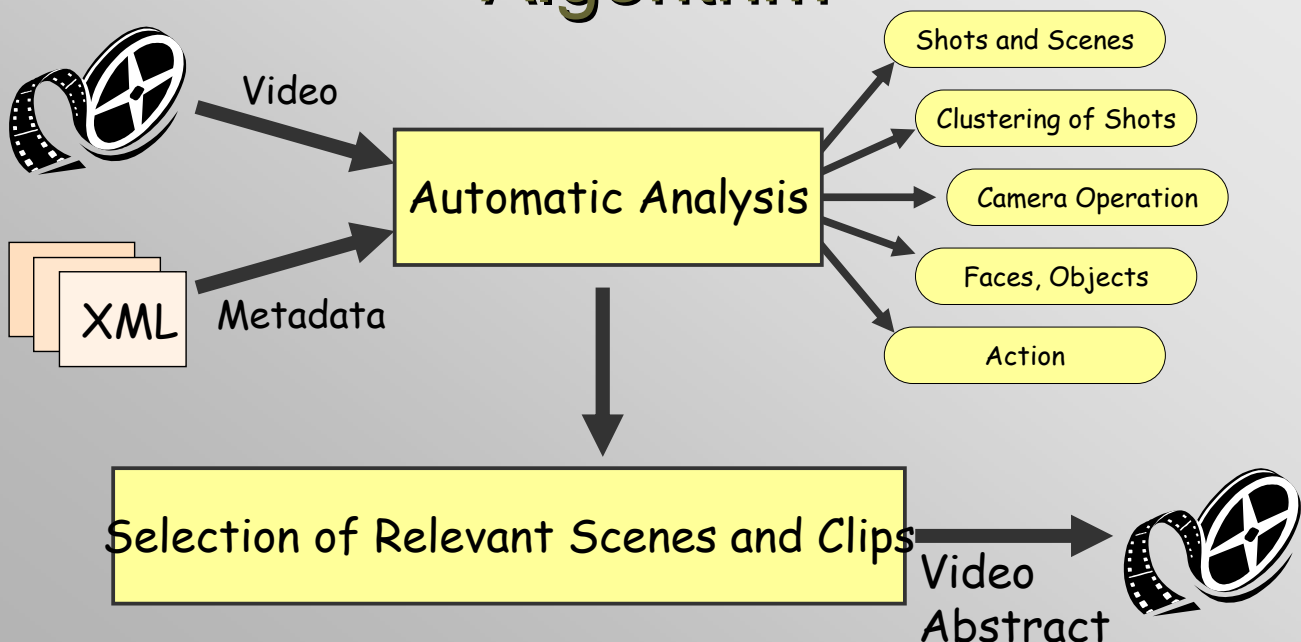 Algorithm
Video
Shots and Scenes
Clustering of Shots
Automatic Analysis
Camera Operation
Faces, Objects
XML
Metadata
Action
Selection of Relevant Scenes and Clips
Video
Abstract